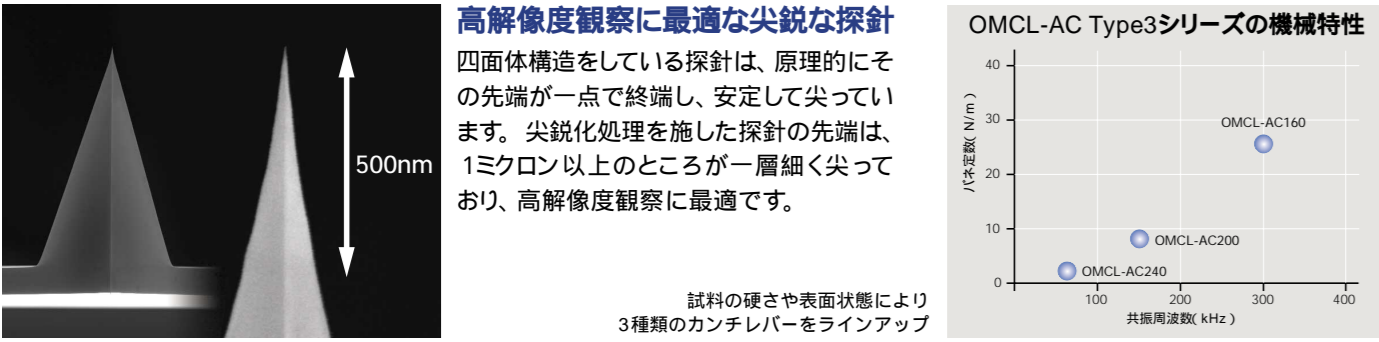 500nm
高解像度観察に最適な尖鋭な探針
四面体構造をしている探針は、原理的にそ
の先端が一点で終端し、安定して尖ってい
ます。尖鋭化処理を施した探針の先端は、
1ミクロン以上のところが一層細く尖って
おり、高解像度観察に最適です。
試料の硬さや表面状態により
3種類のカンチレバーをラインアップ
OMCL-AC Type3シリーズの機械特性
バネ定数( N/m )
40
30
20
10
0
OMCL-AC160
OMCL-AC200
OMCL-AC240
100 200 300 400
共振周波数( kHz )